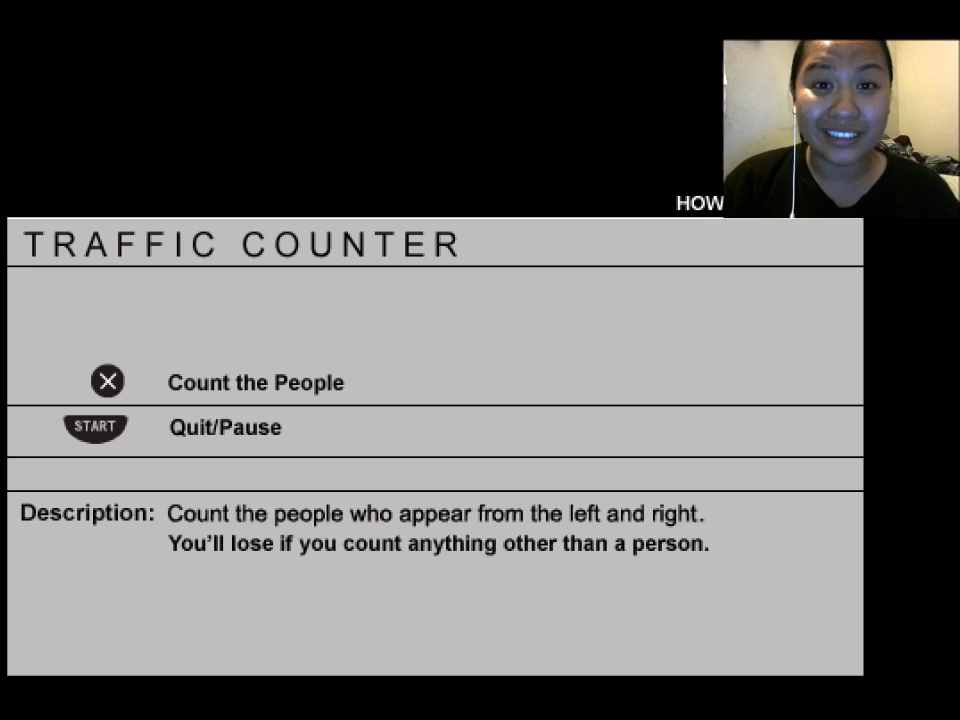 HOW
TRAFFIC COUNTER
Count the People
START
Quit/Pause
Description: Count the people who appear from the left and right.
You'll lose if you count anything other than a person.